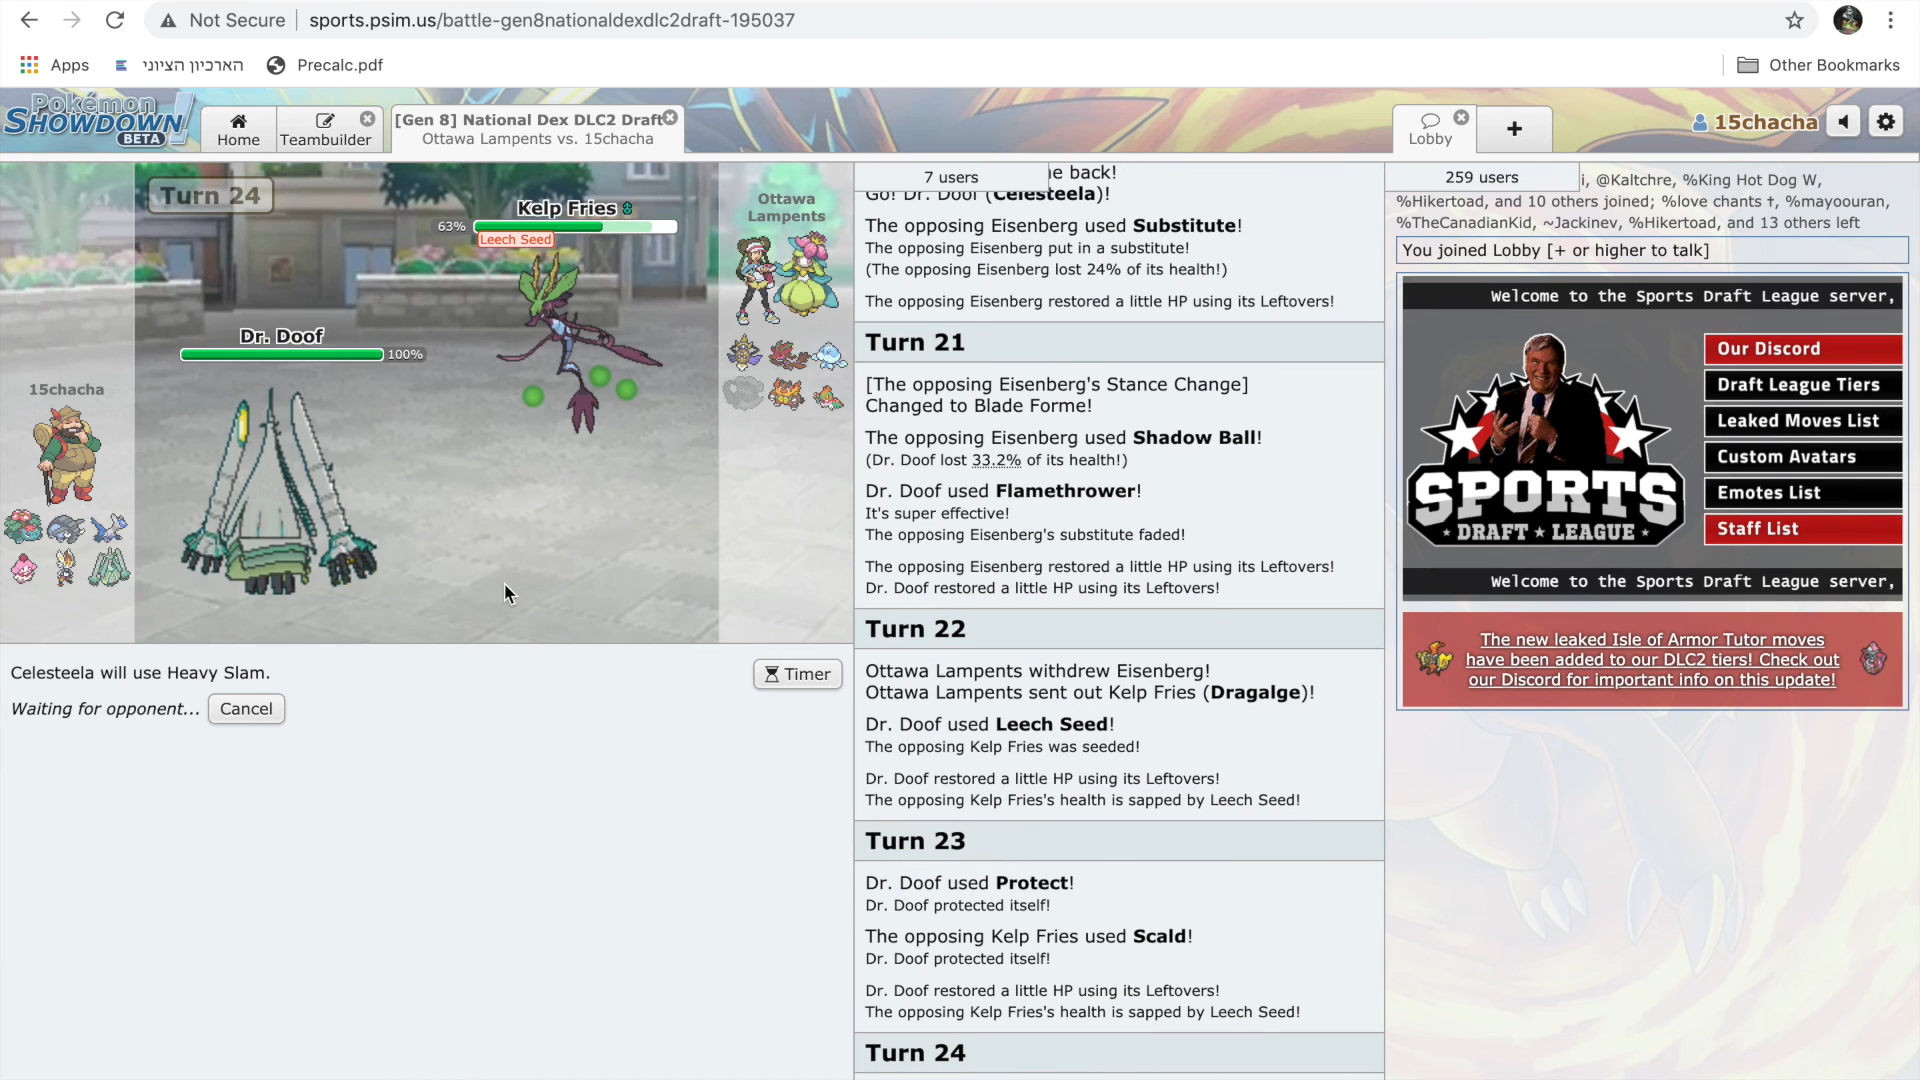 Not Secure
sports.psim.us/battle-gen8nationaldexdlc2draft-195037
Apps
הארכיון הציוני
Precalc.pdf
Other Bookmarks
Pokémon
SHOWDOWN!
BETA
Home
Teambuilder
[Gen 8] National Dex DLC2 Draft
Ottawa Lampents vs. 15chacha
Lobby
15chacha
Turn 24
Kelp Fries
63%
Leech Seed
Dr. Doof
100%
15chacha
Ottawa
Lampents
Celesteela will use Heavy Slam.
Waiting for opponent...
Cancel
Timer
7 users
e back!
Go! Dr. Doof (Celesteela)!
The opposing Eisenberg used Substitute!
The opposing Eisenberg put in a substitute!
(The opposing Eisenberg lost 24% of its health!)
The opposing Eisenberg restored a little HP using its Leftovers!
Turn 21
[The opposing Eisenberg's Stance Change]
Changed to Blade Forme!
The opposing Eisenberg used Shadow Ball!
(Dr. Doof lost 33.2% of its health!)
Dr. Doof used Flamethrower!
It's super effective!
The opposing Eisenberg's substitute faded!
The opposing Eisenberg restored a little HP using its Leftovers!
Dr. Doof restored a little HP using its Leftovers!
Turn 22
Ottawa Lampents withdrew Eisenberg!
Ottawa Lampents sent out Kelp Fries (Dragalge)!
Dr. Doof used Leech Seed!
The opposing Kelp Fries was seeded!
Dr. Doof restored a little HP using its Leftovers!
The opposing Kelp Fries's health is sapped by Leech Seed!
Turn 23
Dr. Doof used Protect!
Dr. Doof protected itself!
The opposing Kelp Fries used Scald!
Dr. Doof protected itself!
Dr. Doof restored a little HP using its Leftovers!
The opposing Kelp Fries's health is sapped by Leech Seed!
Turn 24
259 users
i, @Kaltchre, %King Hot Dog W,
%Hikertoad, and 10 others joined; %love chants †, %mayoouran,
%TheCanadianKid, ~Jackinev, %Hikertoad, and 13 others left
You joined Lobby [+ or higher to talk]
Welcome to the Sports Draft League server,
SPORTS
DRAFT ★ LEAGUE
Our Discord
Draft League Tiers
Leaked Moves List
Custom Avatars
Emotes List
Staff List
Welcome to the Sports Draft League server,
The new leaked Isle of Armor Tutor moves
have been added to our DLC2 tiers! Check out
our Discord for important info on this update!